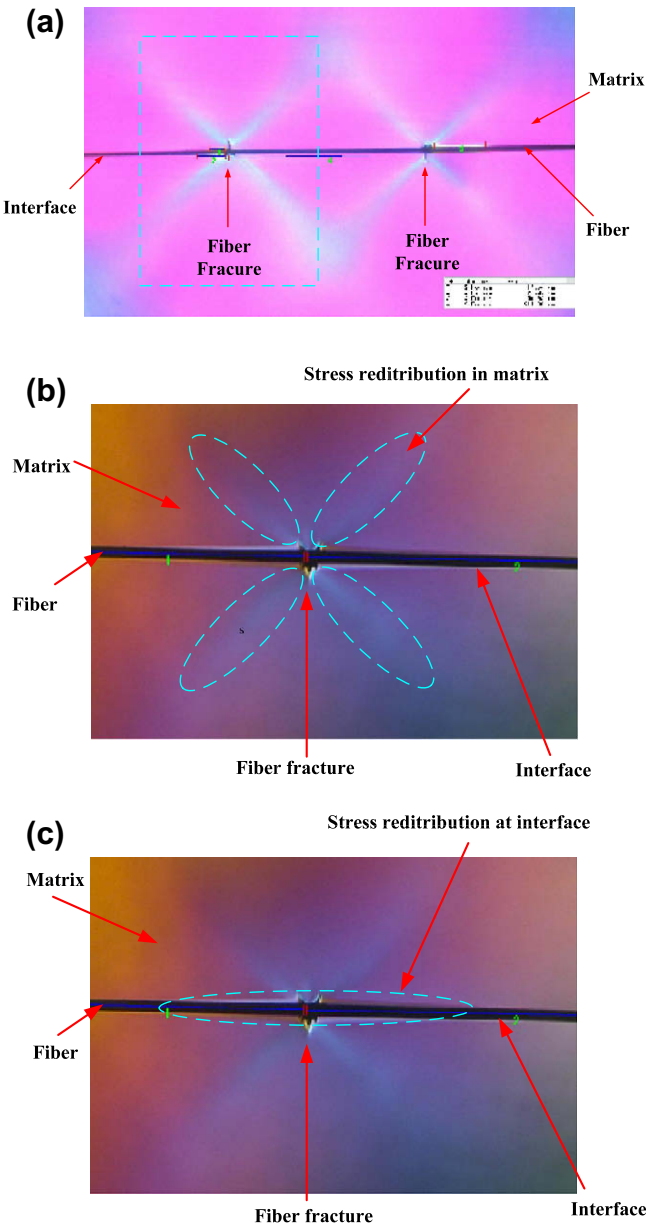 (a)
Matrix
Interface
Fiber
Fracure
Fiber
Fracure
Fiber
(b)
Stress reditribution in matrix
Matrix
Fiber
s
Fiber fracture
Interface
(c)
Stress reditribution at interface
Matrix
Fiber
Fiber fracture
Interface